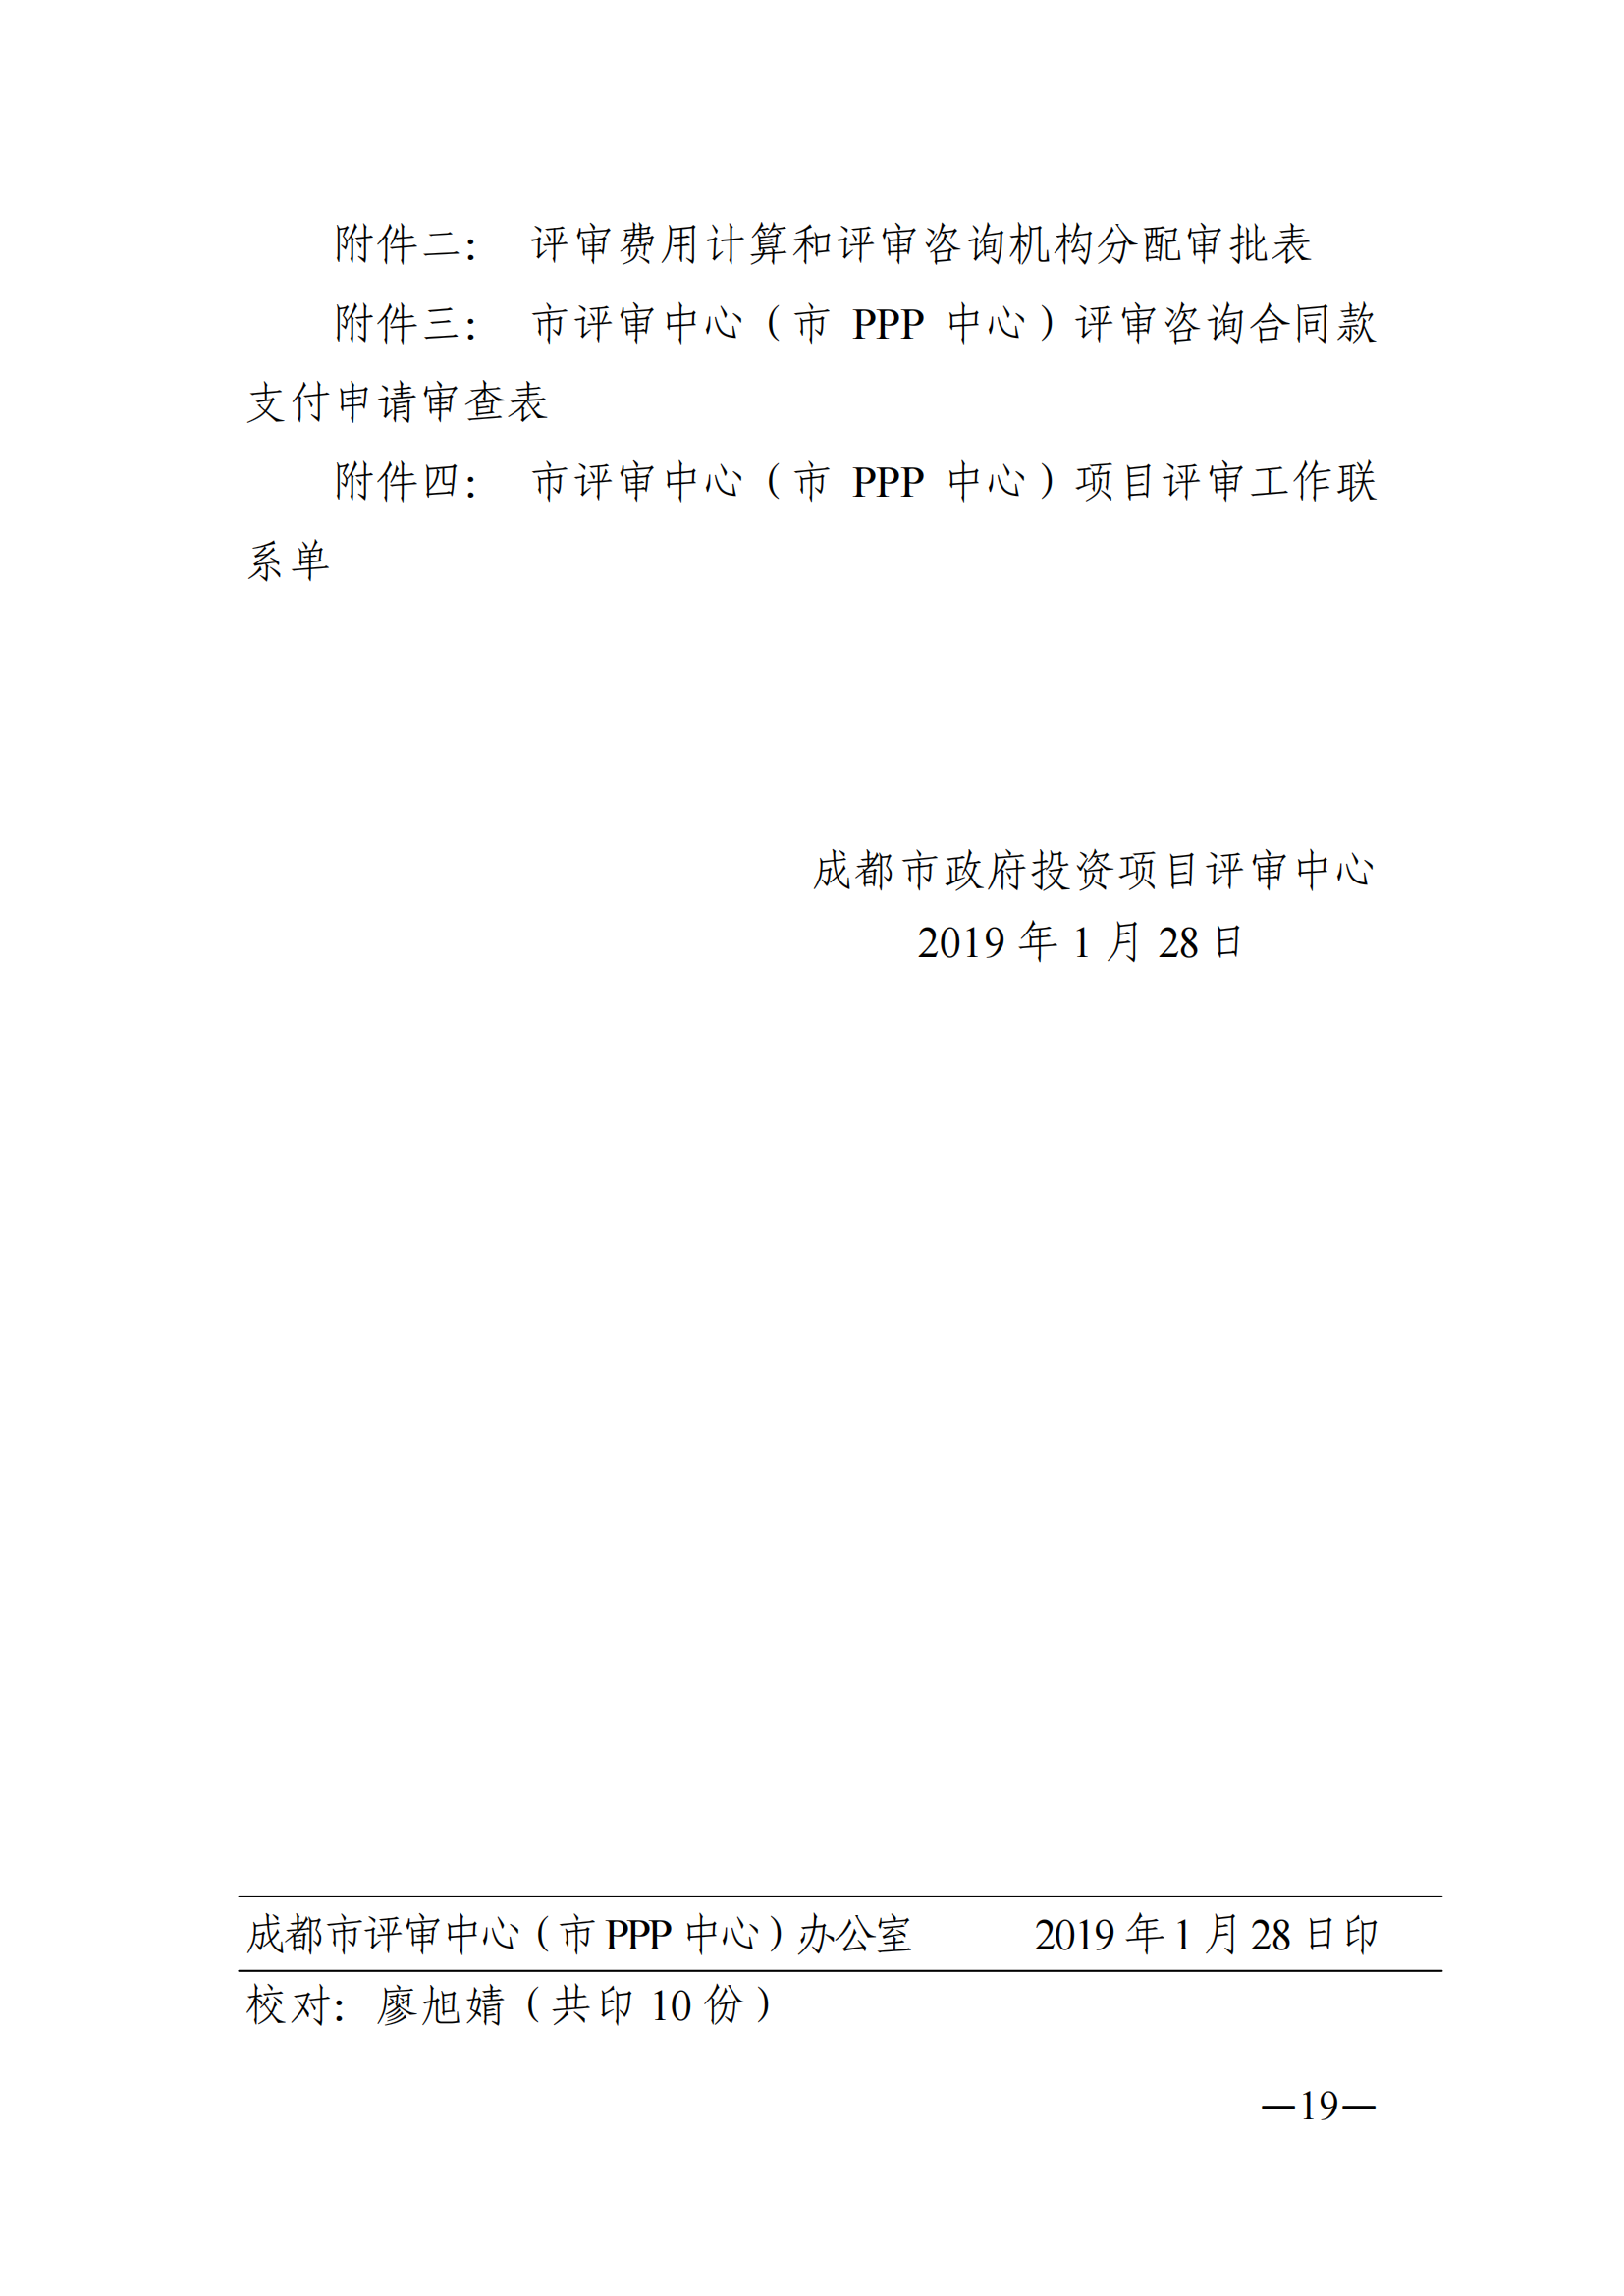 附件二： 评审费用计算和评审咨询机构分配审批表
附件三： 市评审中心（市 PPP 中心）评审咨询合同款
支付申请审查表
附件四： 市评审中心（市 PPP 中心）项目评审工作联
系单
成都市政府投资项目评审中心
2019 年 1 月 28 日
成都市评审中心（市 PPP 中心）办公室 2019 年 1 月 28 日印
校对：廖旭婧（共印 10 份）
—19—